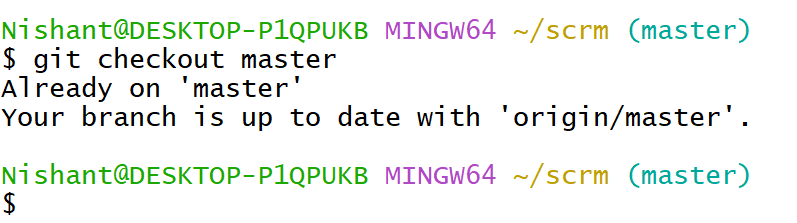 Nishant@DESKTOP-P1QPUKB MINGW64 ~/scrm (master)
$ git checkout master
Already on 'master'
Your branch is up to date with 'origin/master'.
Nishant@DESKTOP-P1QPUKB MINGW64 ~/scrm (master)
$